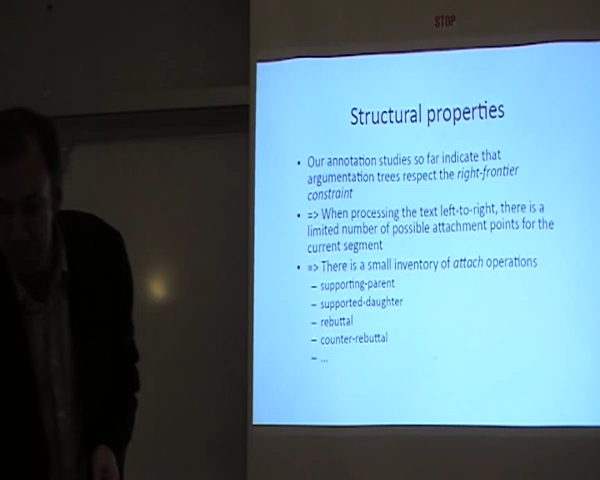 STOP
Structural properties
• Our annotation studies so far indicate that
argumentation trees respect the right-frontier
constraint
• => When processing the text left-to-right, there is a
limited number of possible attachment points for the
current segment
• => There is a small inventory of attach operations
– supporting-parent
– supported-daughter
– rebuttal
– counter-rebuttal
– ...